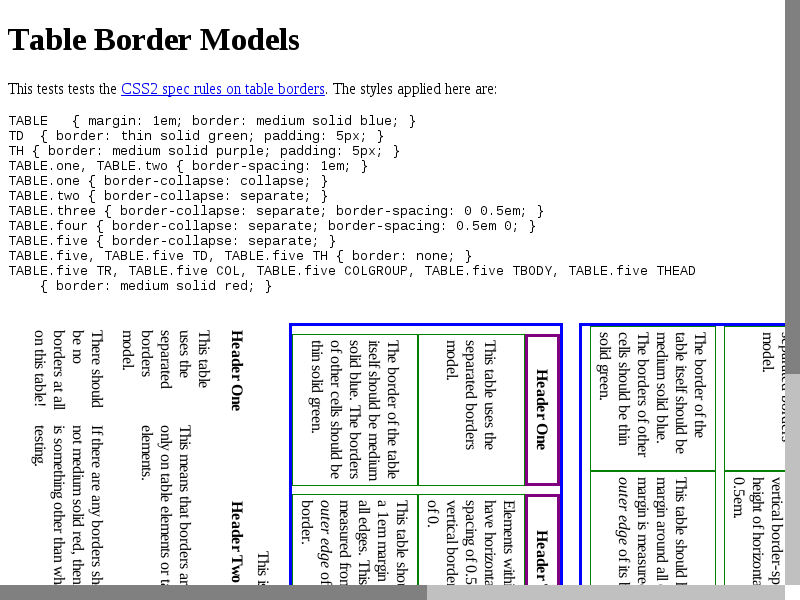 Table Border Models
This tests tests the CSS2 spec rules on table borders. The styles applied here are:
TABLE   { margin: 1em; border: medium solid blue; }
TD  { border: thin solid green; padding: 5px; }
TH { border: medium solid purple; padding: 5px; }
TABLE.one, TABLE.two { border-spacing: 1em; }
TABLE.one { border-collapse: collapse; }
TABLE.two { border-collapse: separate; }
TABLE.three { border-collapse: separate; border-spacing: 0 0.5em; }
TABLE.four { border-collapse: separate; border-spacing: 0.5em 0; }
TABLE.five { border-collapse: separate; }
TABLE.five, TABLE.five TD, TABLE.five TH { border: none; }
TABLE.five TR, TABLE.five COL, TABLE.five COLGROUP, TABLE.five TBODY, TABLE.five THEAD
    { border: medium solid red; }
model.
vertical border-sp
height of horizonta
0.5em.
The border of the
table itself should be
medium solid blue.
The borders of other
cells should be thin
solid green.
This table should h
margin around all
margin is measure
outer edge of its
Header One
Header
This table uses the
separated borders
model.
Elements with
have horizonta
spacing of 0.5
vertical borde
of 0.
The border of the table
itself should be medium
solid blue. The borders
of other cells should be
thin solid green.
This table shou
a 1em margin
all edges. This
measured from
outer edge of
border.
This is
Header One
Header Two
This table
uses the
separated
borders
model.
This means that borders ar
only on table elements or ta
elements.
There should
be no
borders at all
on this table!
If there are any borders sh
not medium solid red, then
is something other than wh
testing.